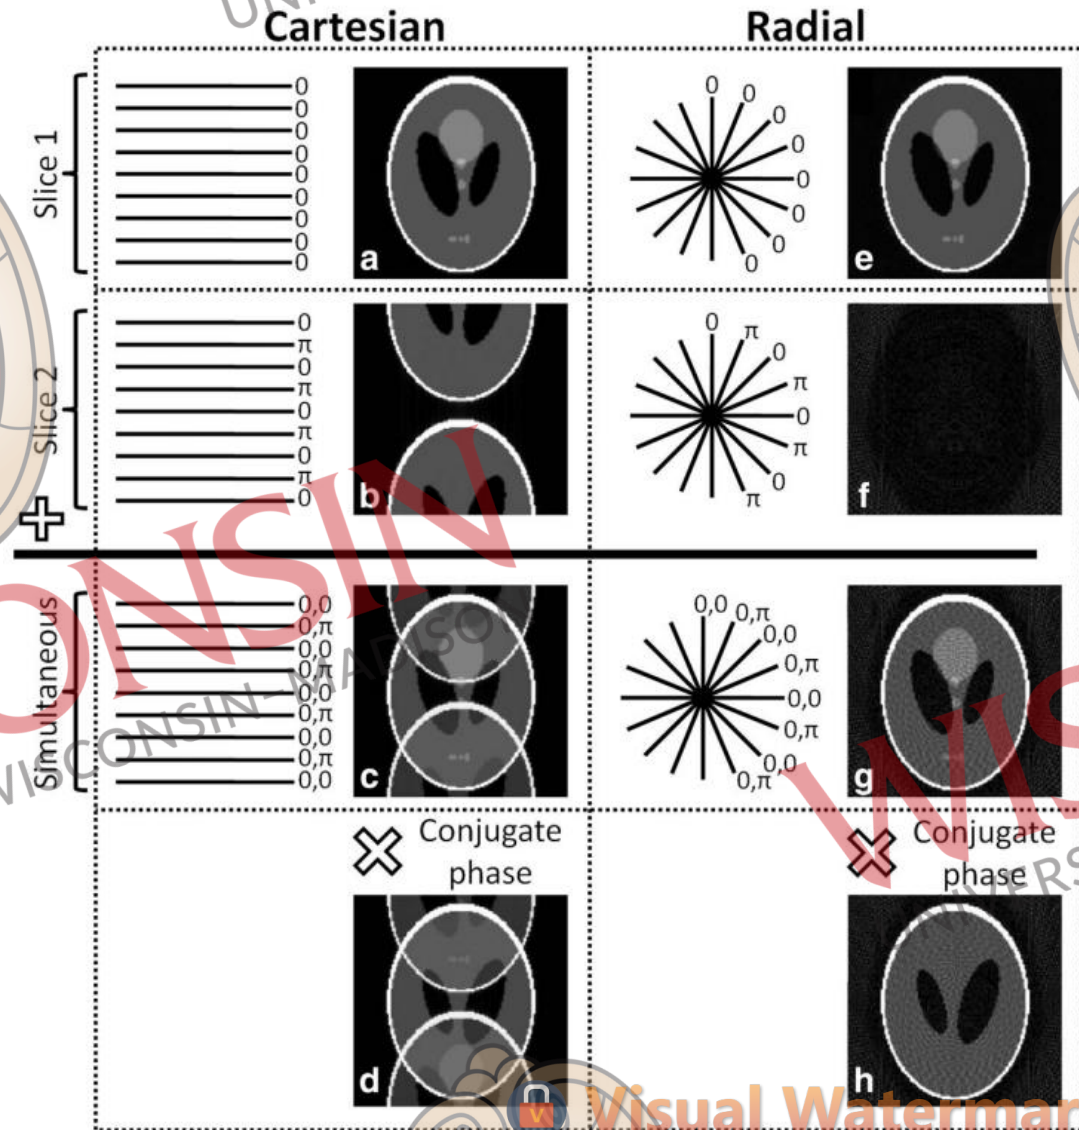 Cartesian
Radial
Slice 1
0
0
0
0
0
0
0
0
0
a
0
0
0
0
0
0
0
0
e
Slice 2
0
π
0
π
0
π
0
π
0
b
0
π
0
π
0
π
0
π
f
Simultaneous
0,0
0,π
0,0
0,π
0,0
0,π
0,0
0,π
0,0
c
0,0
0,π
0,0
0,π
0,0
0,π
0,0
0,π
g
Conjugate
phase
d
Conjugate
phase
h
WISCONSIN-MADISON
Visual Watermar